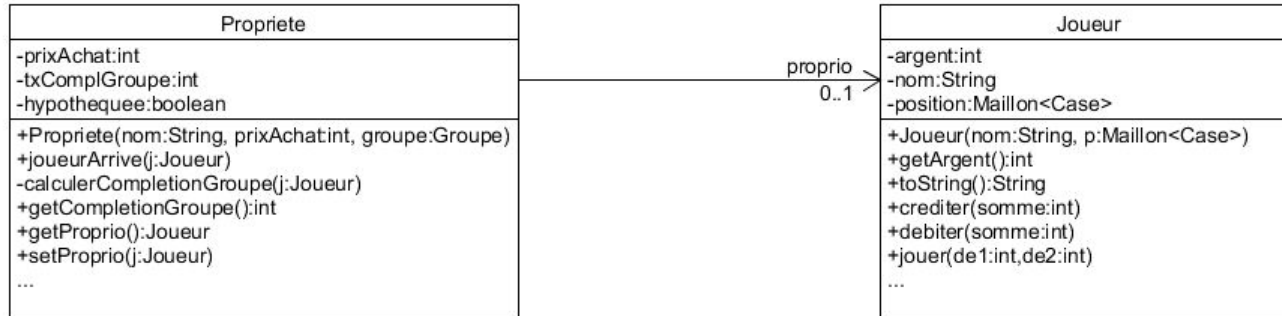 Propriete
-prixAchat:int
-txComplGroupe:int
-hypothequee:boolean
+Propriete(nom:String, prixAchat:int, groupe:Groupe)
+joueurArrive(j:Joueur)
-calculerCompletionGroupe(j:Joueur)
+getCompletionGroupe():int
+getProprio():Joueur
+setProprio(j:Joueur)
...
proprio
0..1
Joueur
-argent:int
-nom:String
-position:Maillon<Case>
+Joueur(nom:String, p:Maillon<Case>)
+getArgent():int
+toString():String
+crediter(somme:int)
+debiter(somme:int)
+jouer(de1:int,de2:int)
...